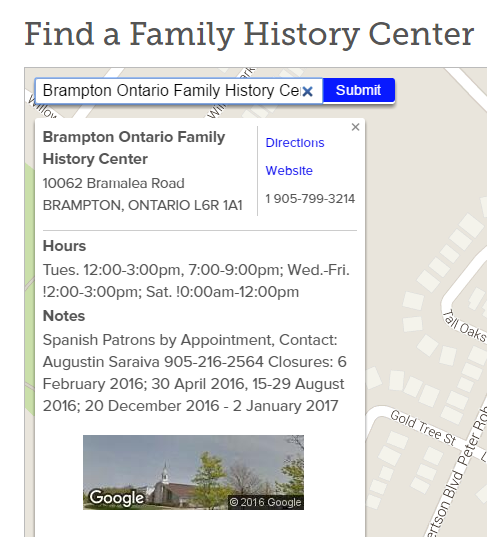 Find a Family History Center
Brampton Ontario Family History Ce
Submit
Brampton Ontario Family
History Center
10062 Bramalea Road
BRAMPTON, ONTARIO L6R 1A1
Directions
Website
1 905-799-3214
Hours
Tues. 12:00-3:00pm, 7:00-9:00pm; Wed.-Fri.
!2:00-3:00pm; Sat. !0:00am-12:00pm
Notes
Spanish Patrons by Appointment, Contact:
Augustin Saraiva 905-216-2564 Closures: 6
February 2016; 30 April 2016, 15-29 August
2016; 20 December 2016 - 2 January 2017
Google
© 2016 Google
Tall Oaks
Gold Tree St
ertson Blvd
Peter Rob